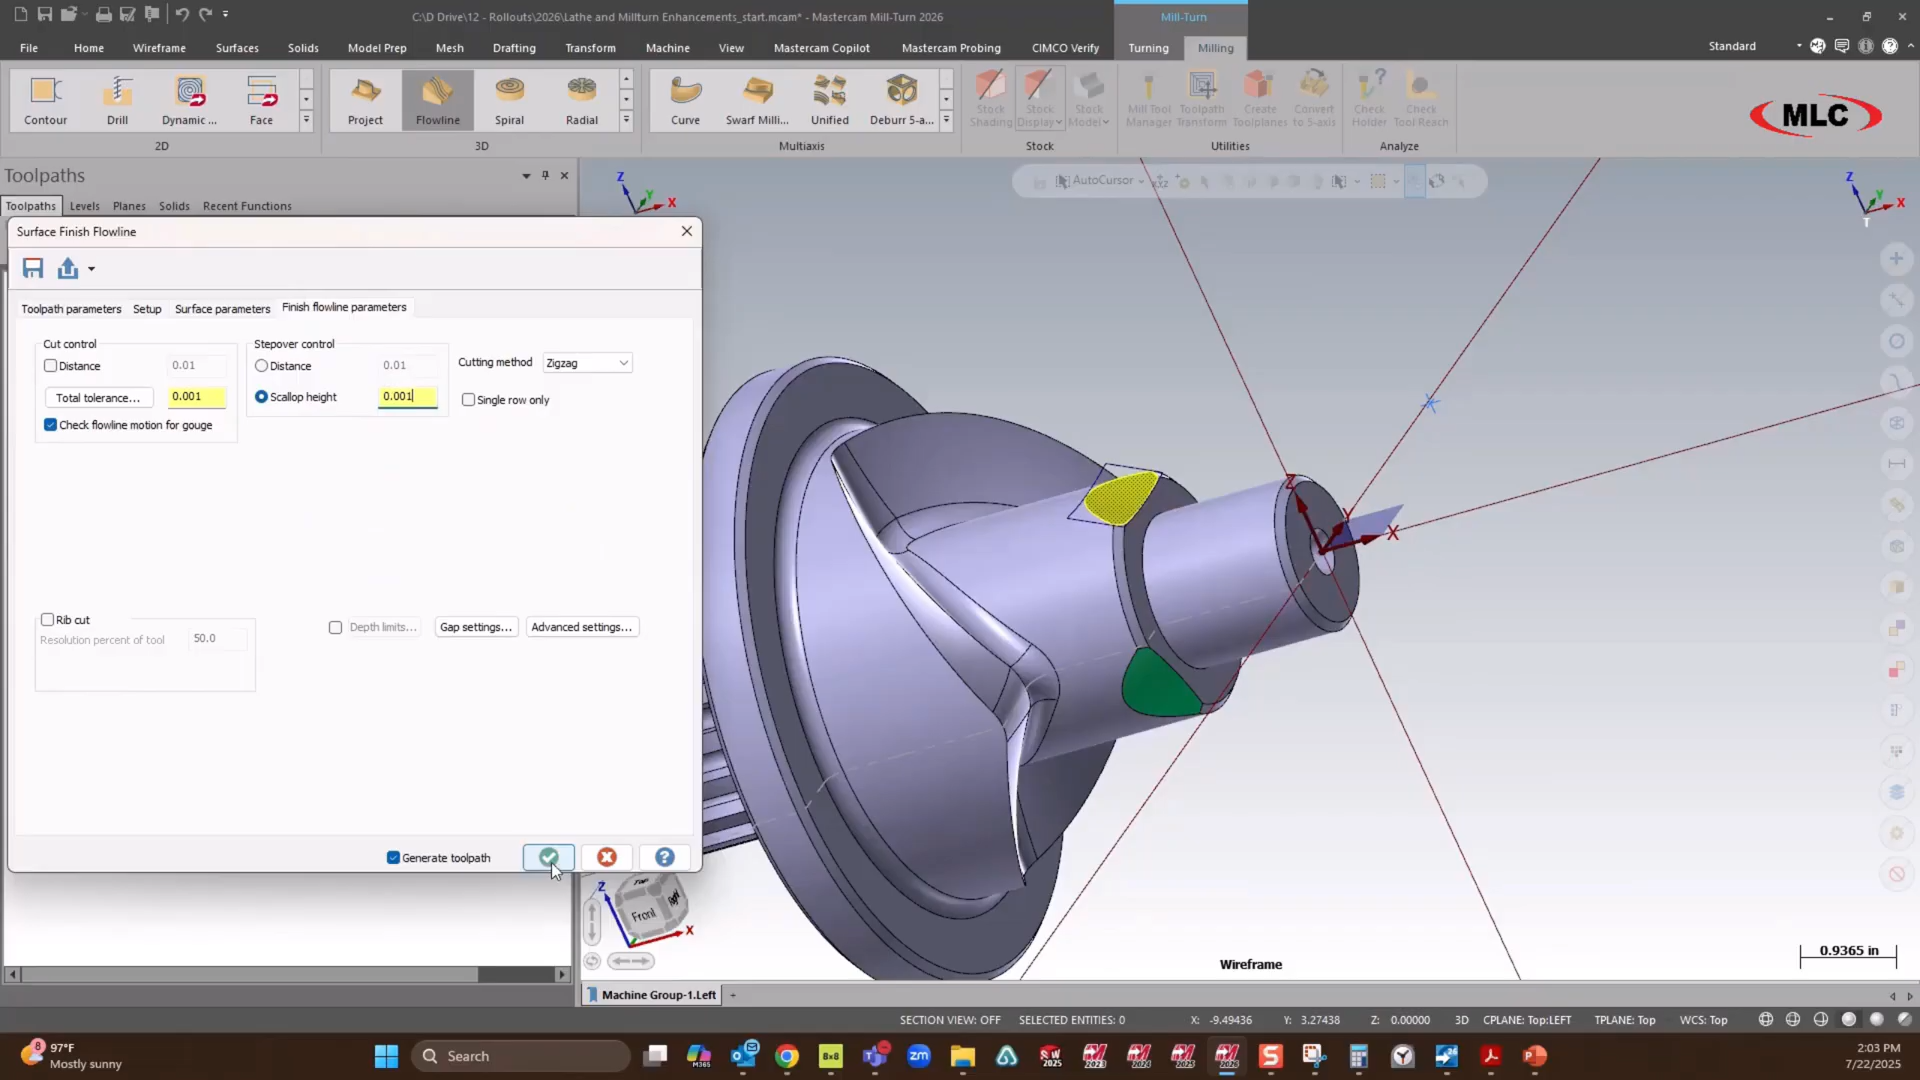 C:\D Drive\12 - Rollouts\2026\Lathe and Millturn Enhancements_start.mcam* - Mastercam Mill-Turn 2026
Mill-Turn
File Home Wireframe Surfaces Solids Model Prep Mesh Drafting Transform Machine View Mastercam Copilot Mastercam Probing CIMCO Verify Turning Milling Standard
Contour Drill Dynamic ... Face Project Flowline Spiral Radial Curve Swarf Milli... Unified Deburr 5-a...
Stock Shading Stock Display Stock Model Mill Tool Manager Toolpath Transform Create Toolplanes Convert to 5-axis Check Holder Check Tool Reach
MLC
2D 3D Multiaxis Stock Utilities Analyze
Toolpaths
AutoCursor
Toolpaths Levels Planes Solids Recent Functions
Z Y X
Z Y X T
Surface Finish Flowline
Toolpath parameters Setup Surface parameters Finish flowline parameters
Cut control
Distance 0.01
Total tolerance... 0.001
Check flowline motion for gouge
Stepover control
Distance 0.01
Scallop height 0.001
Cutting method Zigzag
Single row only
Z Y X
Rib cut
Resolution percent of tool 50.0
Depth limits... Gap settings... Advanced settings...
Generate toolpath
Z Front X
Wireframe
0.9365 in
Machine Group-1.Left +
SECTION VIEW: OFF SELECTED ENTITIES: 0 X: -9.49436 Y: 3.27438 Z: 0.00000 3D CPLANE: Top:LEFT TPLANE: Top WCS: Top
8
97°F
Mostly sunny
Search
2:03 PM
7/22/2025